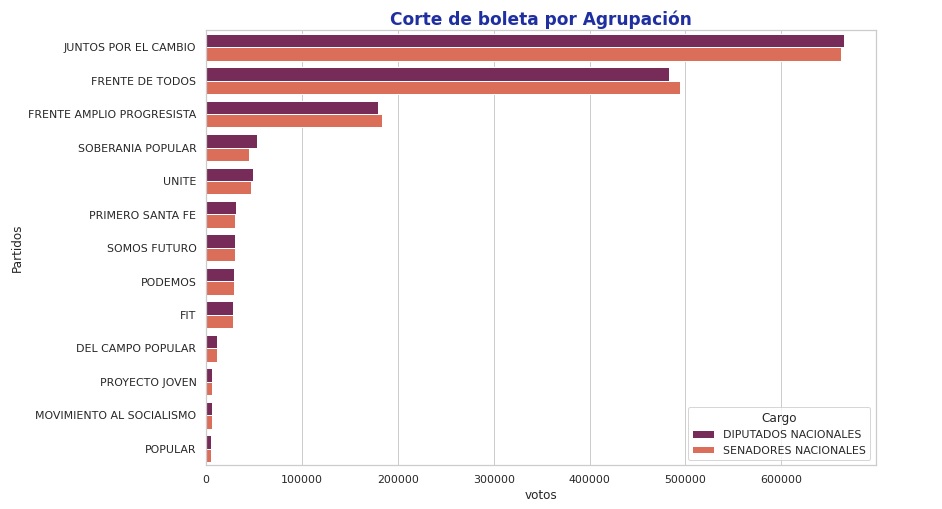 Corte de boleta por Agrupación
JUNTOS POR EL CAMBIO
FRENTE DE TODOS
FRENTE AMPLIO PROGRESISTA
SOBERANIA POPULAR
UNITE
PRIMERO SANTA FE
SOMOS FUTURO
PODEMOS
FIT
DEL CAMPO POPULAR
PROYECTO JOVEN
MOVIMIENTO AL SOCIALISMO
POPULAR
Partidos
0 100000 200000 300000 400000 500000 600000
votos
Cargo
DIPUTADOS NACIONALES
SENADORES NACIONALES